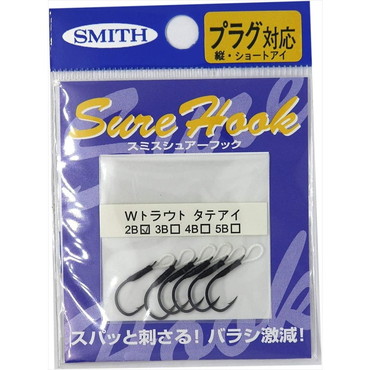 SMITH
プラグ対応
縦・ショートアイ
Sure Hook
スミスシュアーフック
Wトラウト タテアイ
2B☑ 3B☐ 4B☐ 5B☐
スパッと刺さる! バラシ激減!